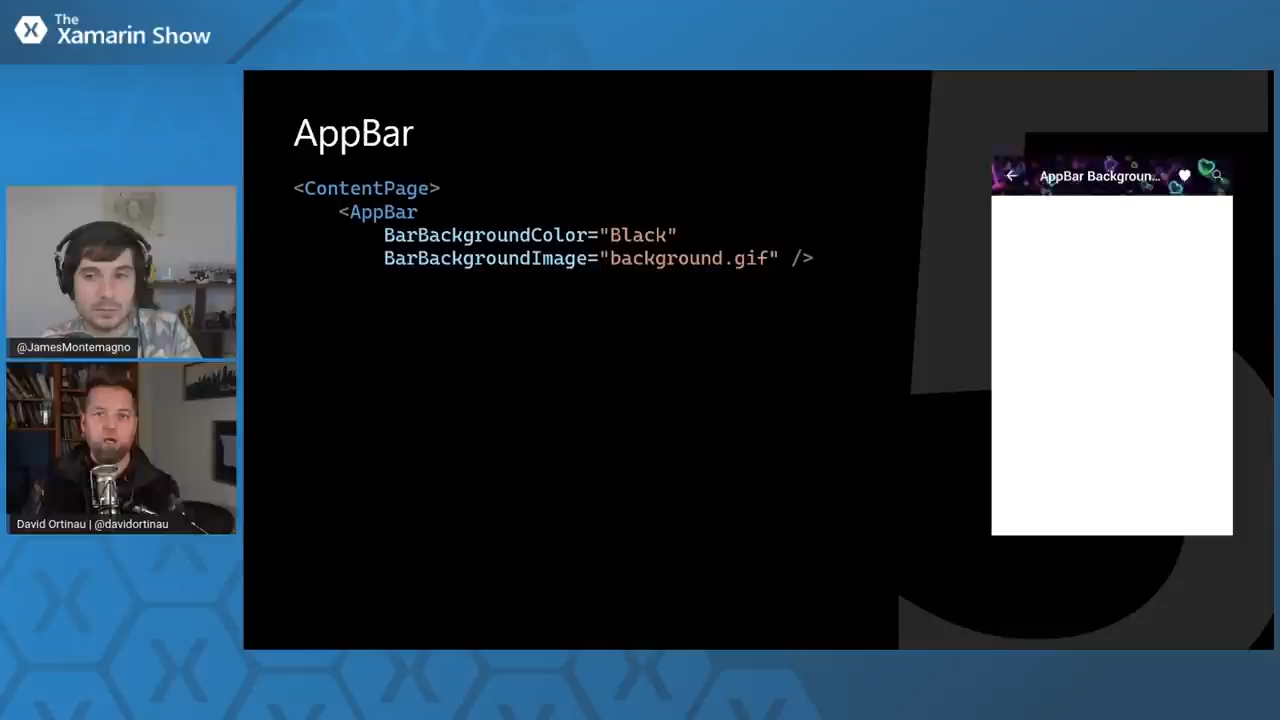 The
Xamarin Show
AppBar
<ContentPage>
<AppBar
BarBackgroundColor="Black"
BarBackgroundImage="background.gif" />
AppBar Backgroun...
@JamesMontemagno
David Ortinau | @davidortinau